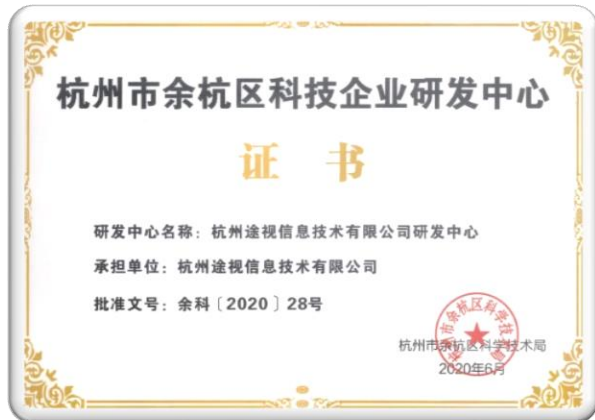 杭州市余杭区科技企业研发中心
证 书
研发中心名称：杭州途视信息技术有限公司研发中心
承担单位：杭州途视信息技术有限公司
批准文号：余科〔2020〕28号
杭州市余杭区科学技术局
2020年6月